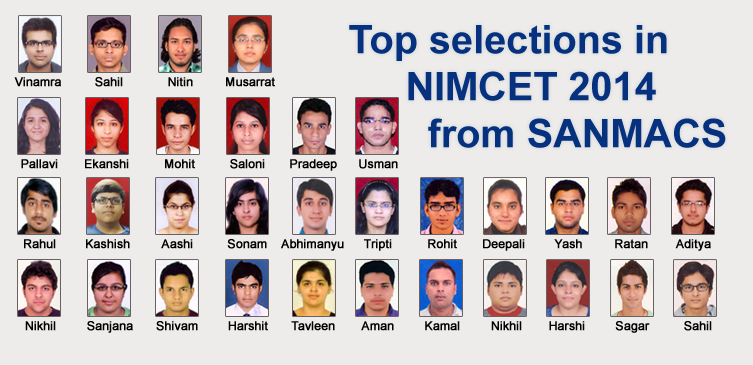 Top selections in
NIMCET 2014
from SANMACS
Vinamra Sahil Nitin Musarrat
Pallavi Ekanshi Mohit Saloni Pradeep Usman
Rahul Kashish Aashi Sonam Abhimanyu Tripti Rohit Deepali Yash Ratan Aditya
Nikhil Sanjana Shivam Harshit Tavleen Aman Kamal Nikhil Harshi Sagar Sahil